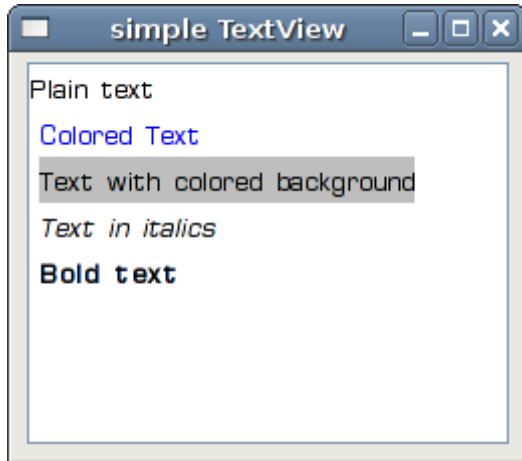 simple TextView
Plain text
Colored Text
Text with colored background
Text in italics
Bold text